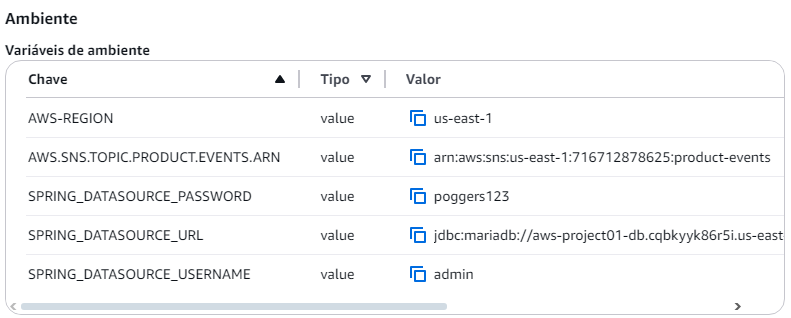 Ambiente
Variáveis de ambiente
Chave Tipo Valor
AWS-REGION value us-east-1
AWS.SNS.TOPIC.PRODUCT.EVENTS.ARN value arn:aws:sns:us-east-1:716712878625:product-events
SPRING_DATASOURCE_PASSWORD value poggers123
SPRING_DATASOURCE_URL value jdbc:mariadb://aws-project01-db.cqbkyyk86r5i.us-east
SPRING_DATASOURCE_USERNAME value admin